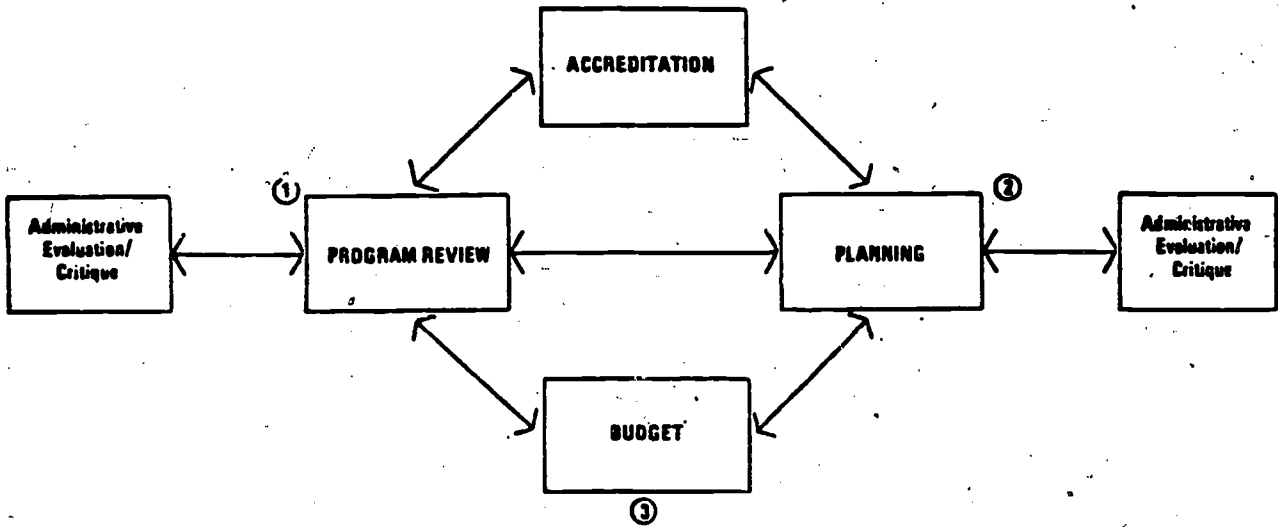 ACCREDITATION
①
②
Administrative
Evaluation/
Critique
PROGRAM REVIEW
PLANNING
Administrative
Evaluation/
Critique
BUDGET
③